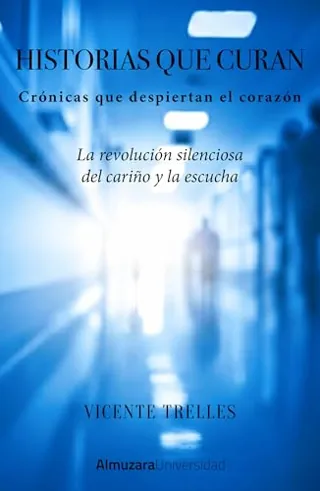 HISTORIAS QUE CURAN
Crónicas que despiertan el corazón
La revolución silenciosa
del cariño y la escucha
VICENTE TRELLES
AlmuzaraUniversidad